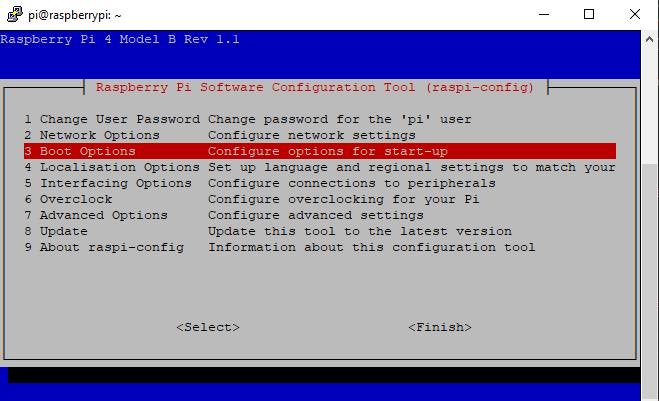 pi@raspberrypi: ~
Raspberry Pi 4 Model B Rev 1.1
Raspberry Pi Software Configuration Tool (raspi-config)
1 Change User Password Change password for the 'pi' user
2 Network Options Configure network settings
3 Boot Options Configure options for start-up
4 Localisation Options Set up language and regional settings to match your
5 Interfacing Options Configure connections to peripherals
6 Overclock Configure overclocking for your Pi
7 Advanced Options Configure advanced settings
8 Update Update this tool to the latest version
9 About raspi-config Information about this configuration tool
<Select> <Finish>